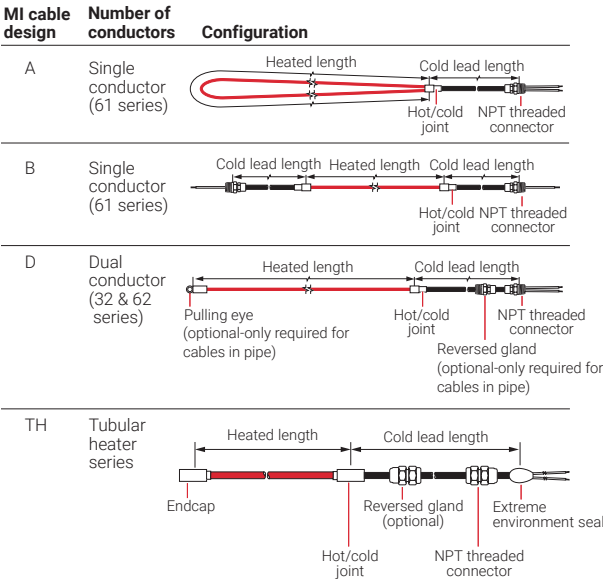 MI cable design
Number of conductors
Configuration
A
Single
conductor
(61 series)
Heated length
Cold lead length
Hot/cold
joint
NPT threaded
connector
B
Single
conductor
(61 series)
Cold lead length
Heated length
Cold lead length
Hot/cold
joint
NPT threaded
connector
D
Dual
conductor
(32 & 62
series)
Heated length
Cold lead length
Pulling eye
(optional-only required for
cables in pipe)
Hot/cold
joint
NPT threaded
connector
Reversed gland
(optional-only required for
cables in pipe)
TH
Tubular
heater
series
Heated length
Cold lead length
Endcap
Reversed gland
(optional)
Extreme
environment seal
Hot/cold
joint
NPT threaded
connector